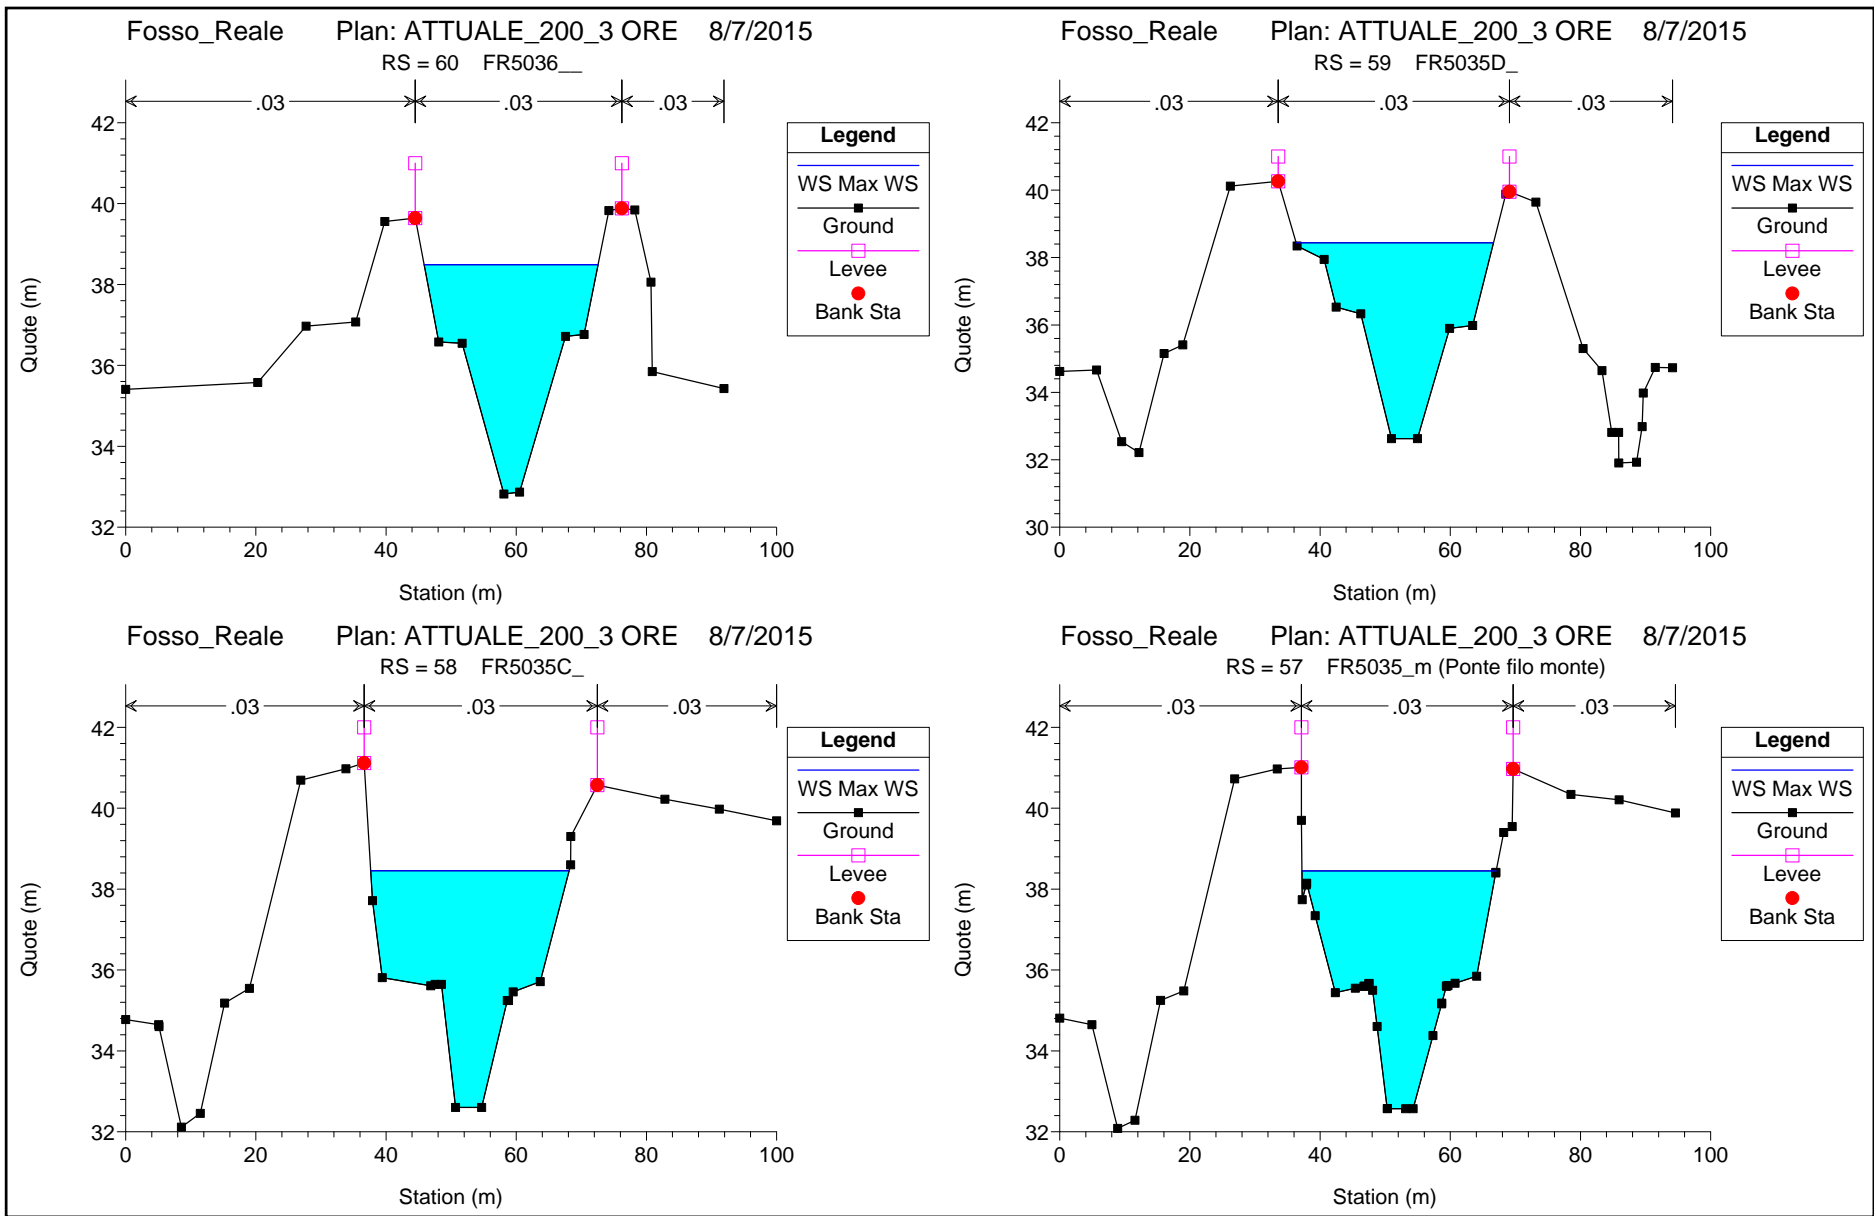 Fosso_Reale Plan: ATTUALE_200_3 ORE 8/7/2015
RS = 60 FR5036__
.03 .03 .03
42
40
38
36
34
32
0 20 40 60 80 100
Station (m)
Quote (m)
Legend
WS Max WS
Ground
Levee
Bank Sta
Fosso_Reale Plan: ATTUALE_200_3 ORE 8/7/2015
RS = 59 FR5035D_
.03 .03 .03
42
40
38
36
34
32
30
0 20 40 60 80 100
Station (m)
Quote (m)
Legend
WS Max WS
Ground
Levee
Bank Sta
Fosso_Reale Plan: ATTUALE_200_3 ORE 8/7/2015
RS = 58 FR5035C_
.03 .03 .03
42
40
38
36
34
32
0 20 40 60 80 100
Station (m)
Quote (m)
Legend
WS Max WS
Ground
Levee
Bank Sta
Fosso_Reale Plan: ATTUALE_200_3 ORE 8/7/2015
RS = 57 FR5035_m (Ponte filo monte)
.03 .03 .03
42
40
38
36
34
32
0 20 40 60 80 100
Station (m)
Quote (m)
Legend
WS Max WS
Ground
Levee
Bank Sta